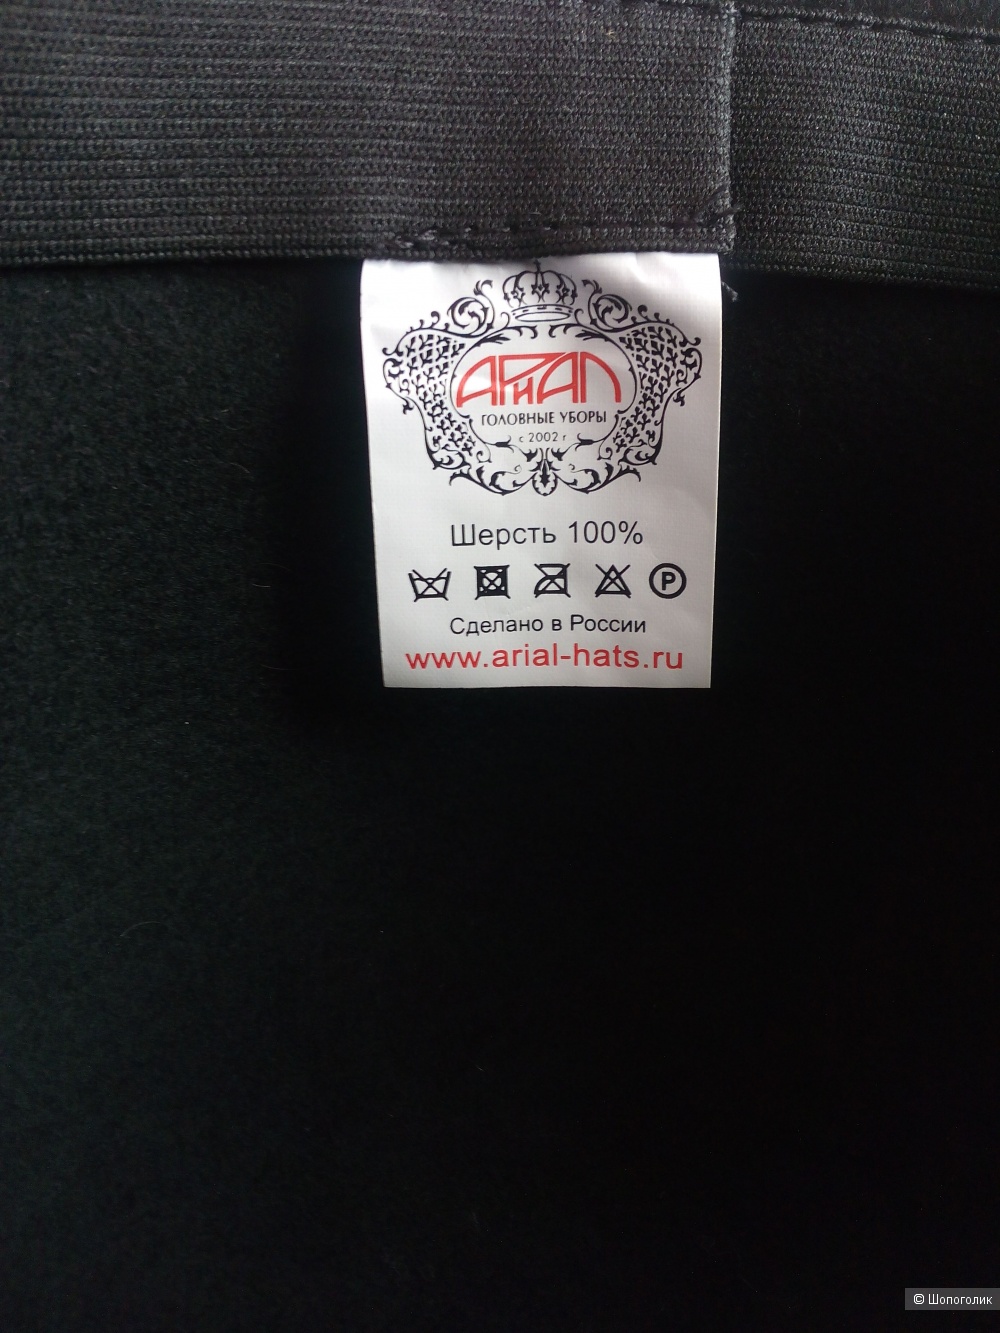 АРИАЛ
ГОЛОВНЫЕ УБОРЫ
с 2002 г
Шерсть 100%
P
Сделано в России
www.arial-hats.ru
© Шопоголик